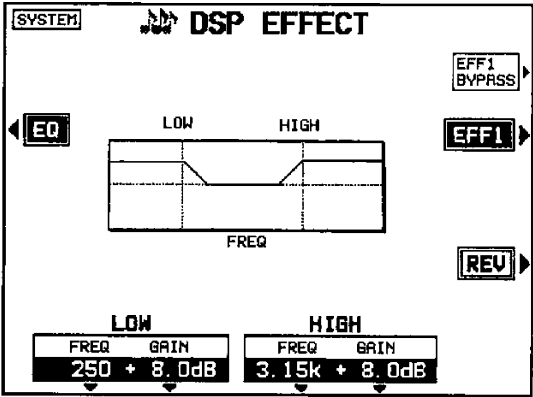 SYSTEM
DSP EFFECT
EFF1
BYPASS
EQ
LOW HIGH
EFF1
FREQ
REV
LOW HIGH
FREQ GAIN FREQ GAIN
250 + 8.0dB 3.15k + 8.0dB